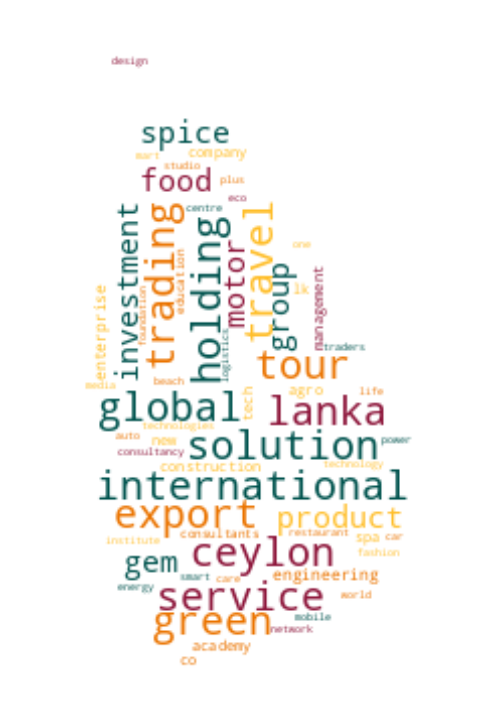 design
spice
mart company
studio
food plus
eco
centre
investment
trading
holding
travel
motor
education
foundation
one
group
lk
management
enterprise
logistics
traders
tour
media
beach
tech
agro
life
global
lanka
technologies
auto
new
solution
power
consultancy
construction
technology
international
export
product
consultants
restaurant
institute
spa
car
ceylon
fashion
gem
smart
care
engineering
energy
service
world
green
mobile
network
academy
co